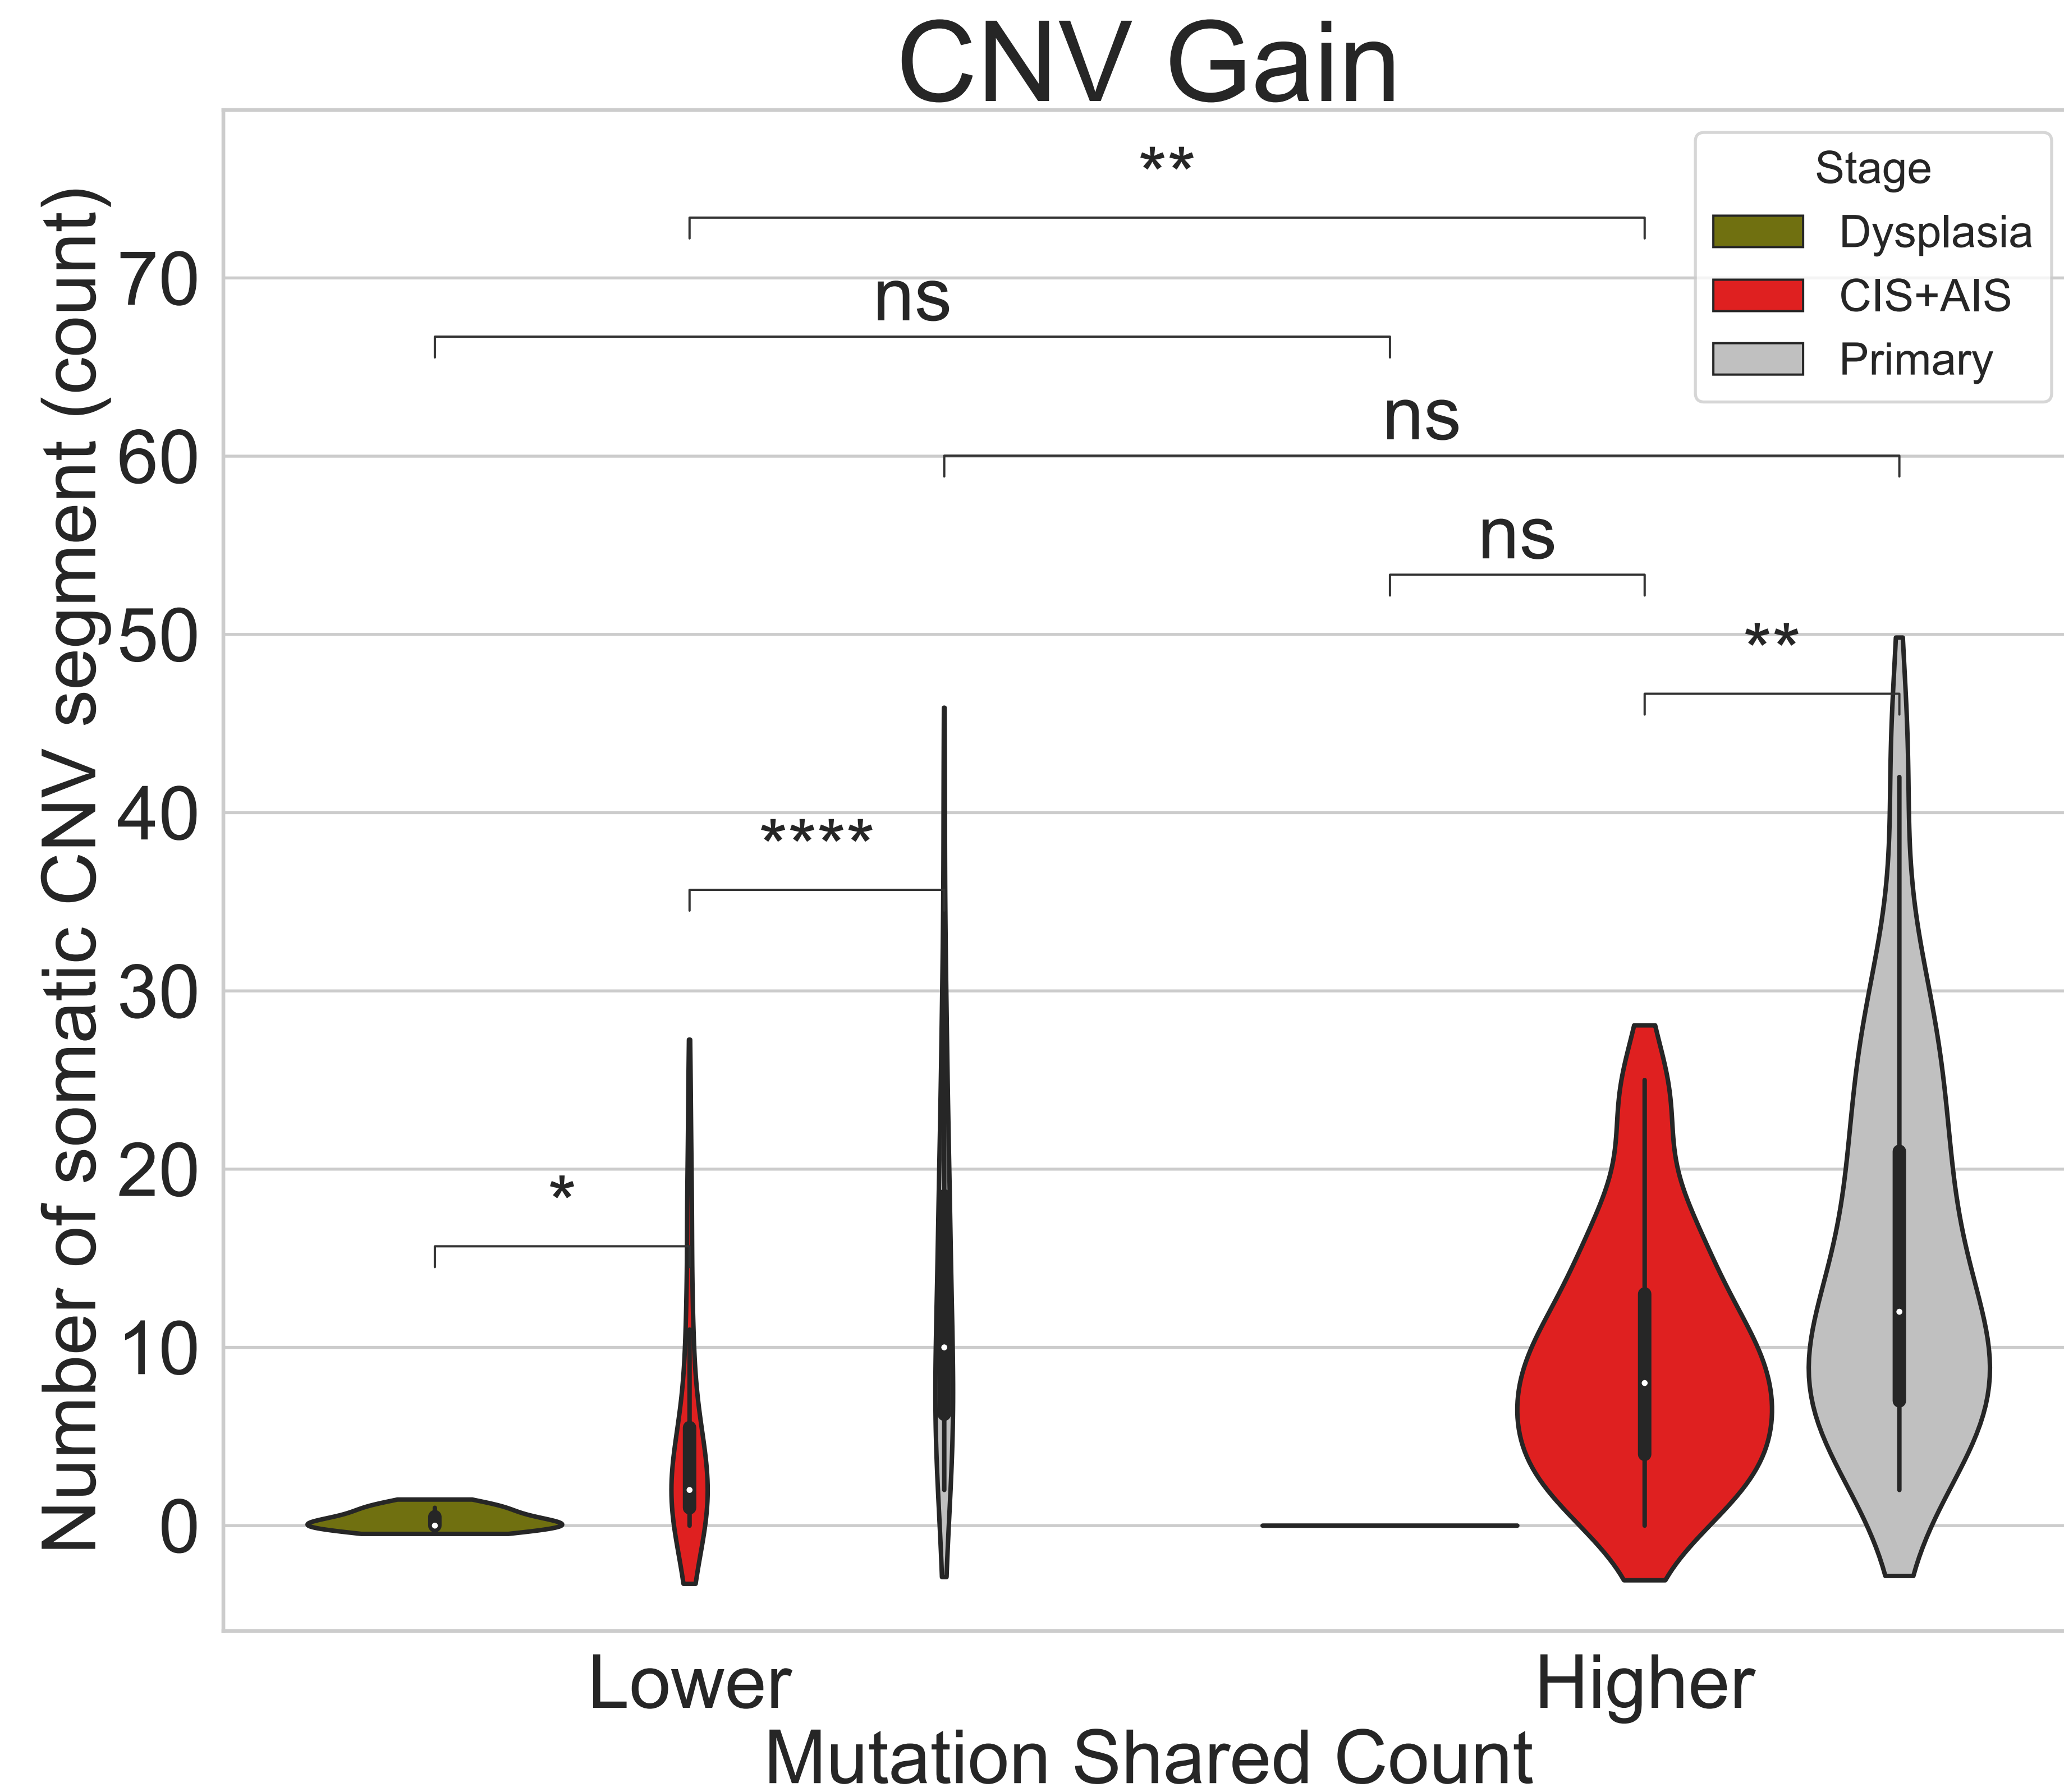 CNV Gain
**
Stage
Dysplasia
CIS+AIS
Primary
ns
ns
ns
**
****
*
Number of somatic CNV segment (count)
70
60
50
40
30
20
10
0
Lower
Higher
Mutation Shared Count